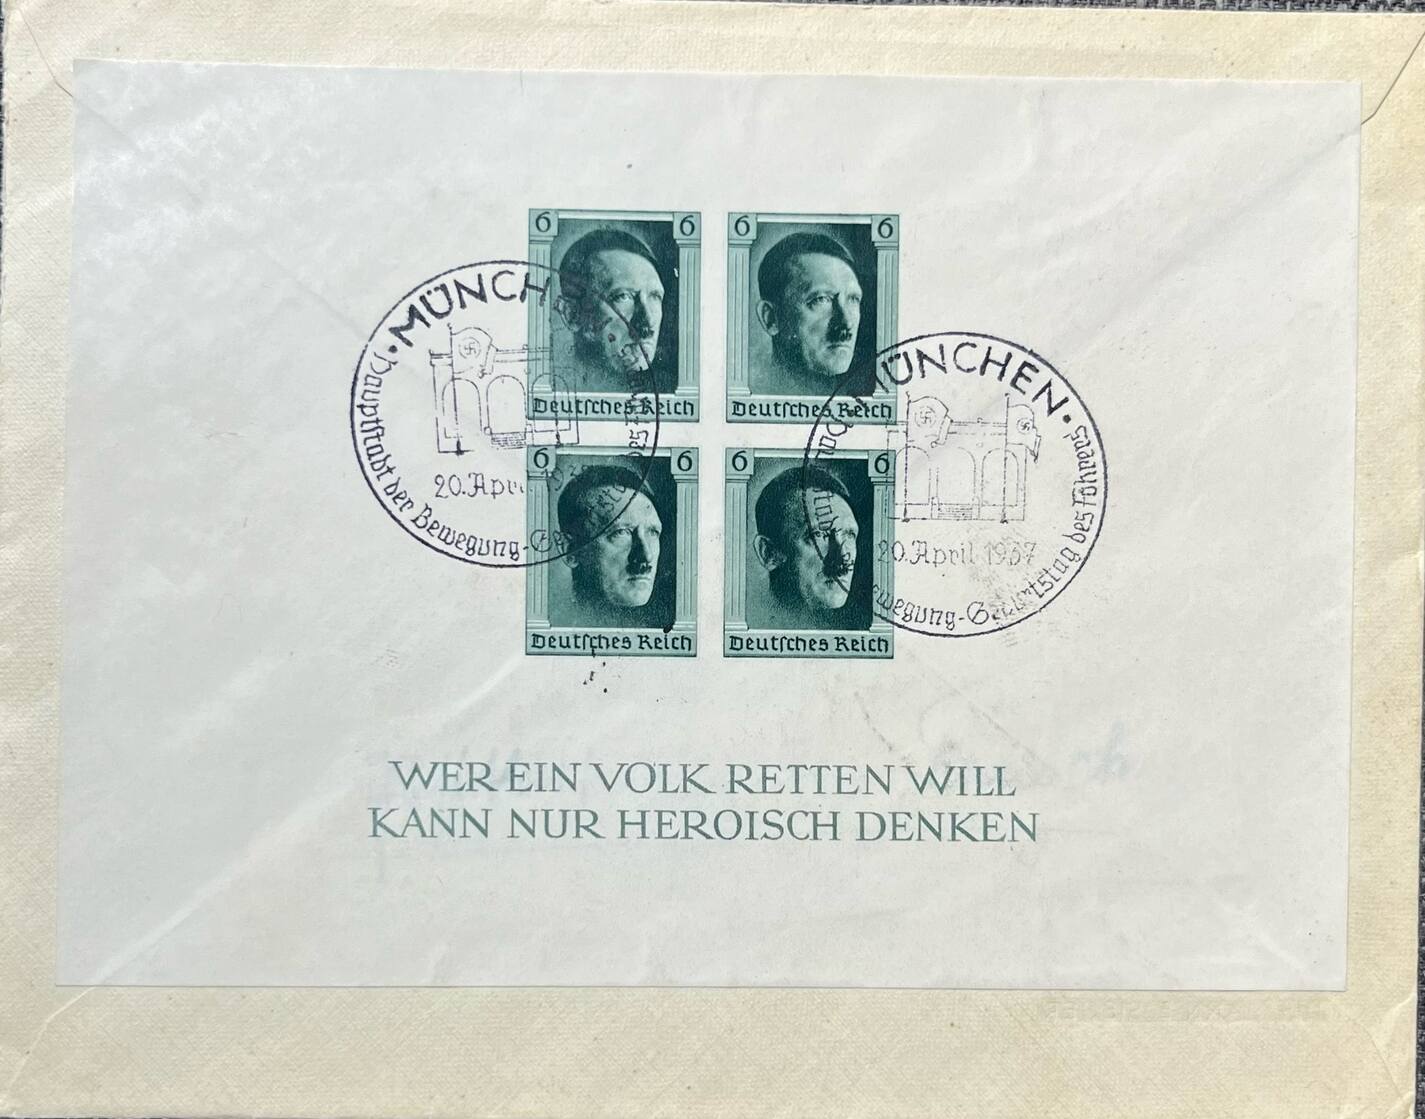 6 6 6 6
Deutsches Reich Deutsches Reich
6 6 6 6
Deutsches Reich Deutsches Reich
· MÜNCH
20. April
Hauptstadt der Bewegung-
MÜNCHEN ·
20. April 1937
Bewegung-Geburtstag des Führers
WER EIN VOLK RETTEN WILL
KANN NUR HEROISCH DENKEN